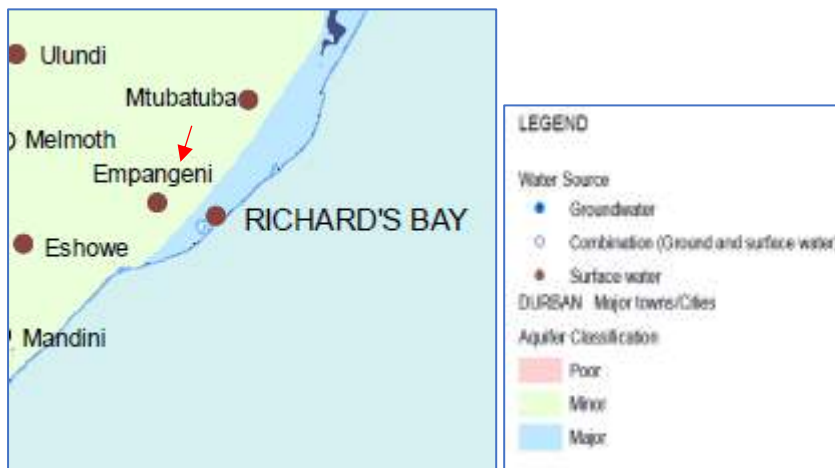 Ulundi
Mtubatuba
Melmoth
Empangeni
RICHARD'S BAY
Eshowe
Mandini
LEGEND
Water Source
Groundwater
Combination (Ground and surface water)
Surface water
DURBAN Major towns/Cities
Aquifer Classification
Poor
Minor
Major